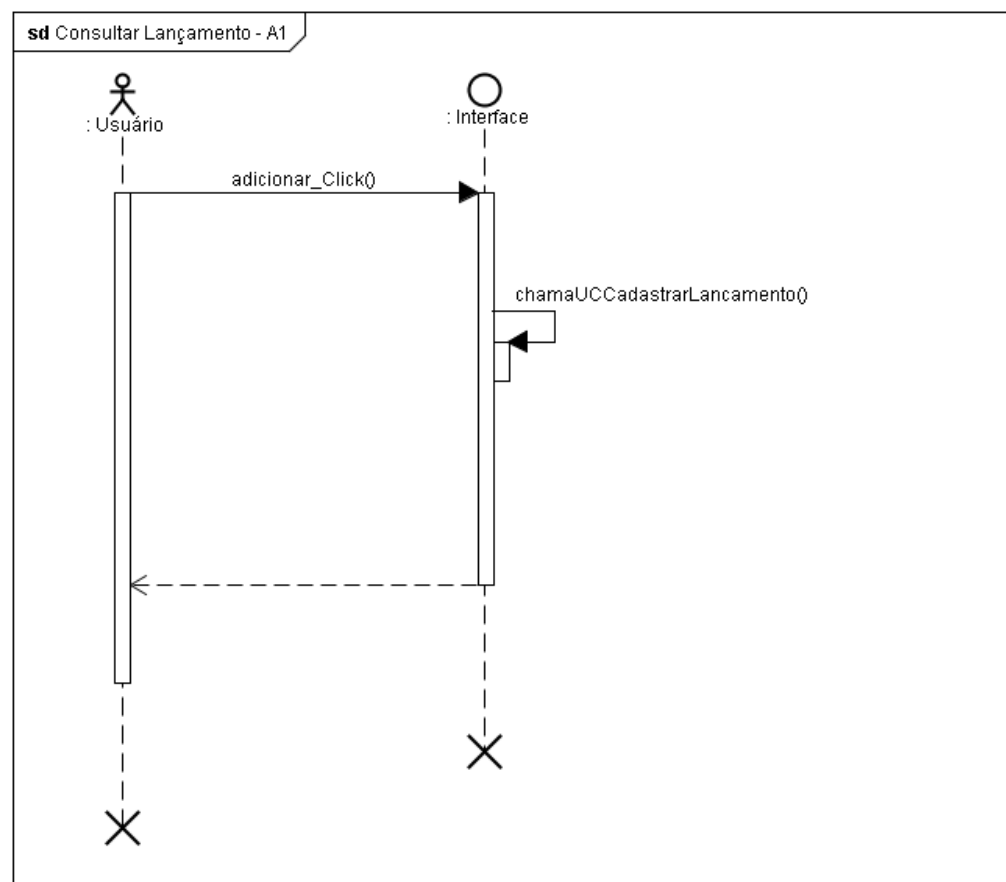 sd Consultar Lançamento - A1
: Usuário
: Interface
adicionar_Click()
chamaUCCadastrarLancamento()